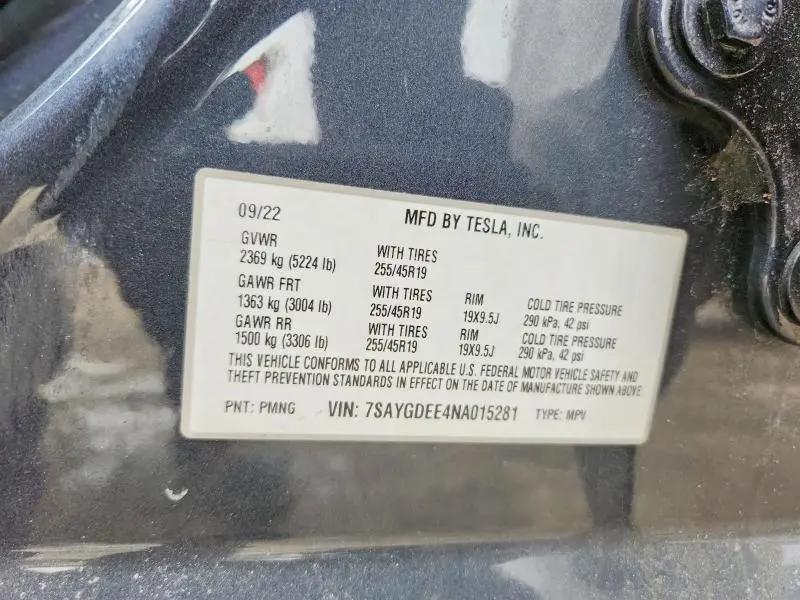 09/22 MFD BY TESLA, INC.
GVWR
2369 kg (5224 lb) WITH TIRES 255/45R19
GAWR FRT
1363 kg (3004 lb) WITH TIRES 255/45R19 RIM 19X9.5J COLD TIRE PRESSURE 290 kPa, 42 psi
GAWR RR
1500 kg (3306 lb) WITH TIRES 255/45R19 RIM 19X9.5J COLD TIRE PRESSURE 290 kPa, 42 psi
THIS VEHICLE CONFORMS TO ALL APPLICABLE U.S. FEDERAL MOTOR VEHICLE SAFETY AND
THEFT PREVENTION STANDARDS IN EFFECT ON THE DATE OF MANUFACTURE SHOWN ABOVE
PNT: PMNG VIN: 7SAYGDEE4NA015281 TYPE: MPV